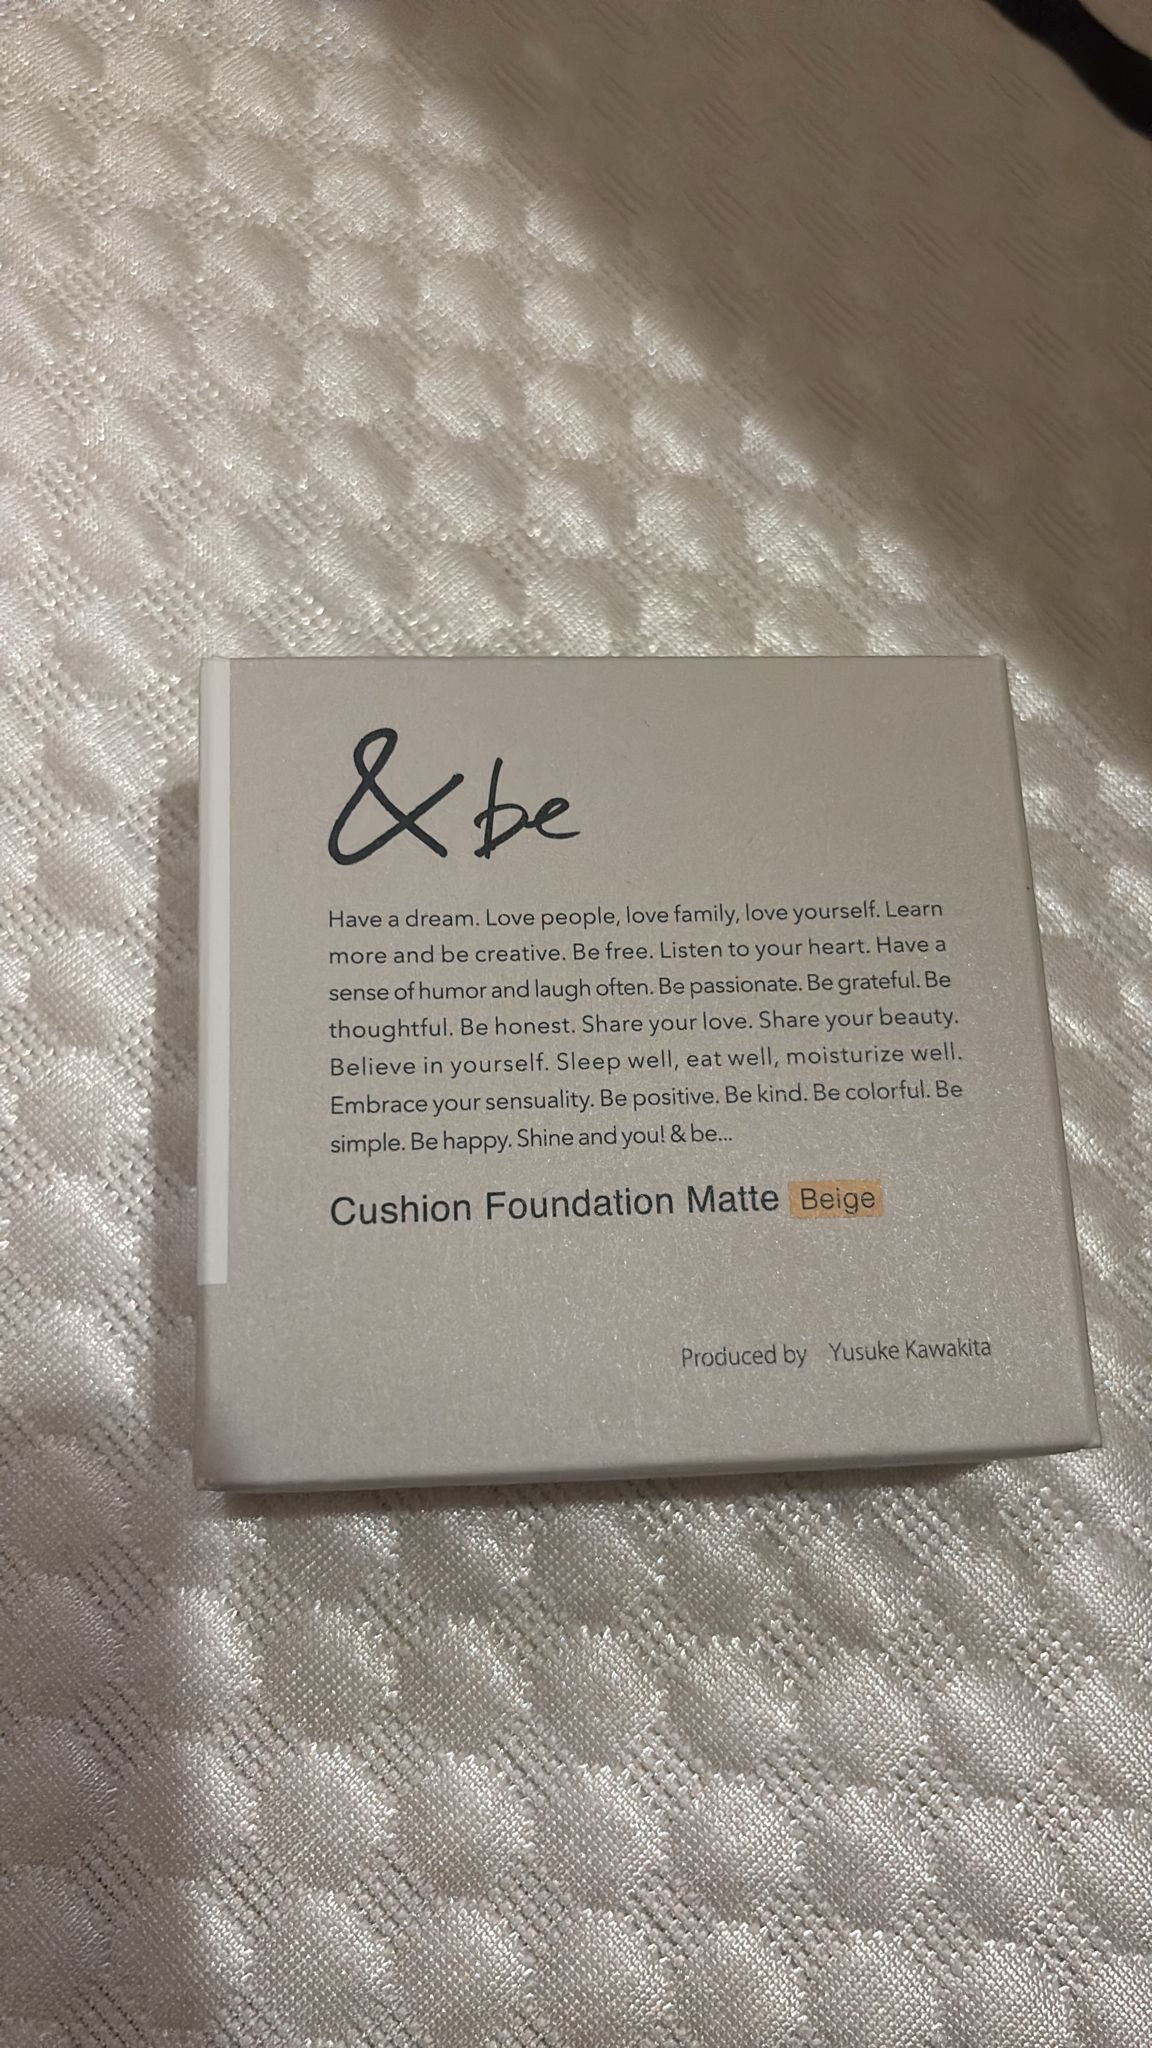 & be
Have a dream. Love people, love family, love yourself. Learn
more and be creative. Be free. Listen to your heart. Have a
sense of humor and laugh often. Be passionate. Be grateful. Be
thoughtful. Be honest. Share your love. Share your beauty.
Believe in yourself. Sleep well, eat well, moisturize well.
Embrace your sensuality. Be positive. Be kind. Be colorful. Be
simple. Be happy. Shine and you! & be...
Cushion Foundation Matte Beige
Produced by Yusuke Kawakita